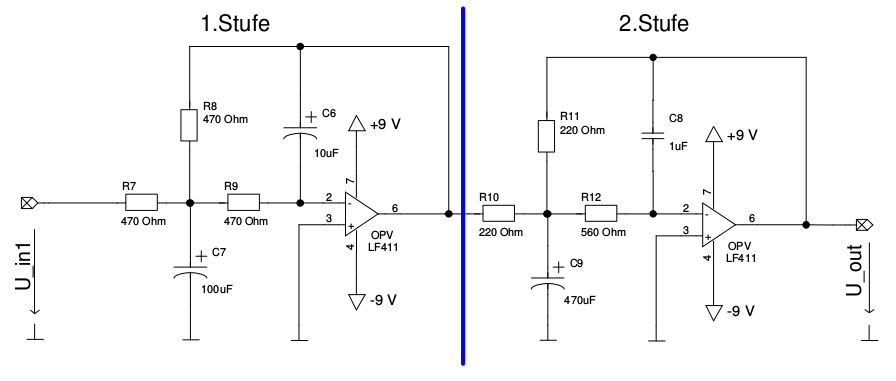 1.Stufe
2.Stufe
R8
470 Ohm
C6
10uF
+9 V
R7
470 Ohm
R9
470 Ohm
7
2
-
3
+
6
4
OPV
LF411
C7
100uF
-9 V
U_in1
R11
220 Ohm
C8
1uF
+9 V
R10
220 Ohm
R12
560 Ohm
7
2
-
3
+
6
4
OPV
LF411
C9
470uF
-9 V
U_out